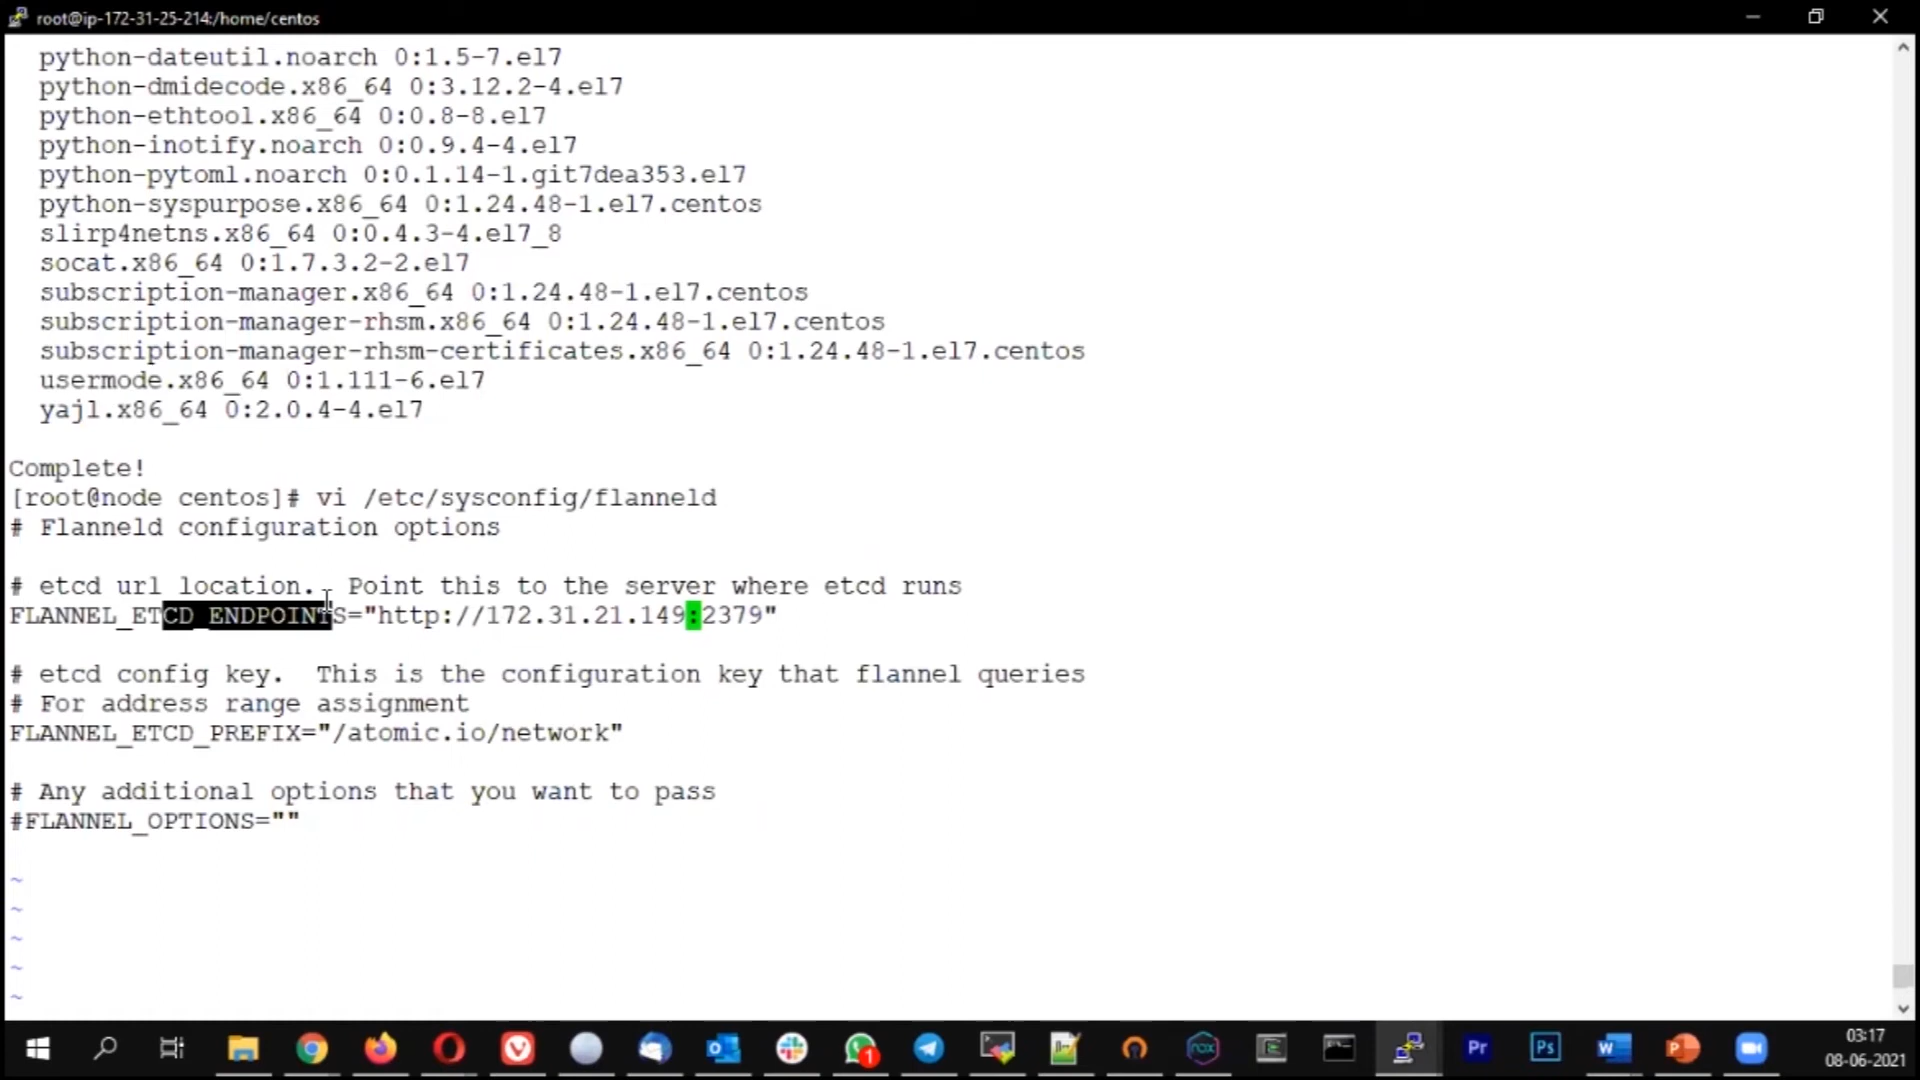 root@ip-172-31-25-214:/home/centos
python-dateutil.noarch 0:1.5-7.el7
python-dmidecode.x86_64 0:3.12.2-4.el7
python-ethtool.x86_64 0:0.8-8.el7
python-inotify.noarch 0:0.9.4-4.el7
python-pytoml.noarch 0:0.1.14-1.git7dea353.el7
python-syspurpose.x86_64 0:1.24.48-1.el7.centos
slirp4netns.x86_64 0:0.4.3-4.el7_8
socat.x86_64 0:1.7.3.2-2.el7
subscription-manager.x86_64 0:1.24.48-1.el7.centos
subscription-manager-rhsm.x86_64 0:1.24.48-1.el7.centos
subscription-manager-rhsm-certificates.x86_64 0:1.24.48-1.el7.centos
usermode.x86_64 0:1.111-6.el7
yajl.x86_64 0:2.0.4-4.el7
Complete!
[root@node centos]# vi /etc/sysconfig/flanneld
# Flanneld configuration options
# etcd url location.  Point this to the server where etcd runs
FLANNEL_ETCD_ENDPOINTS="http://172.31.21.149:2379"
# etcd config key.  This is the configuration key that flannel queries
# For address range assignment
FLANNEL_ETCD_PREFIX="/atomic.io/network"
# Any additional options that you want to pass
#FLANNEL_OPTIONS=""
~
~
~
~
~
1
nox
Pr
Ps
W
P
03:17
08-06-2021